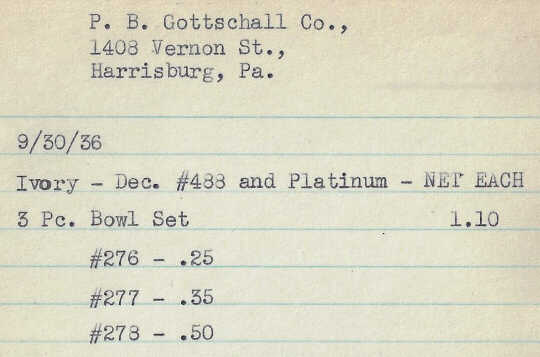 P. B. Gottschall Co.,
1408 Vernon St.,
Harrisburg, Pa.
9/30/36
Ivory - Dec. #488 and Platinum - NET EACH
3 Pc. Bowl Set 1.10
#276 - .25
#277 - .35
#278 - .50